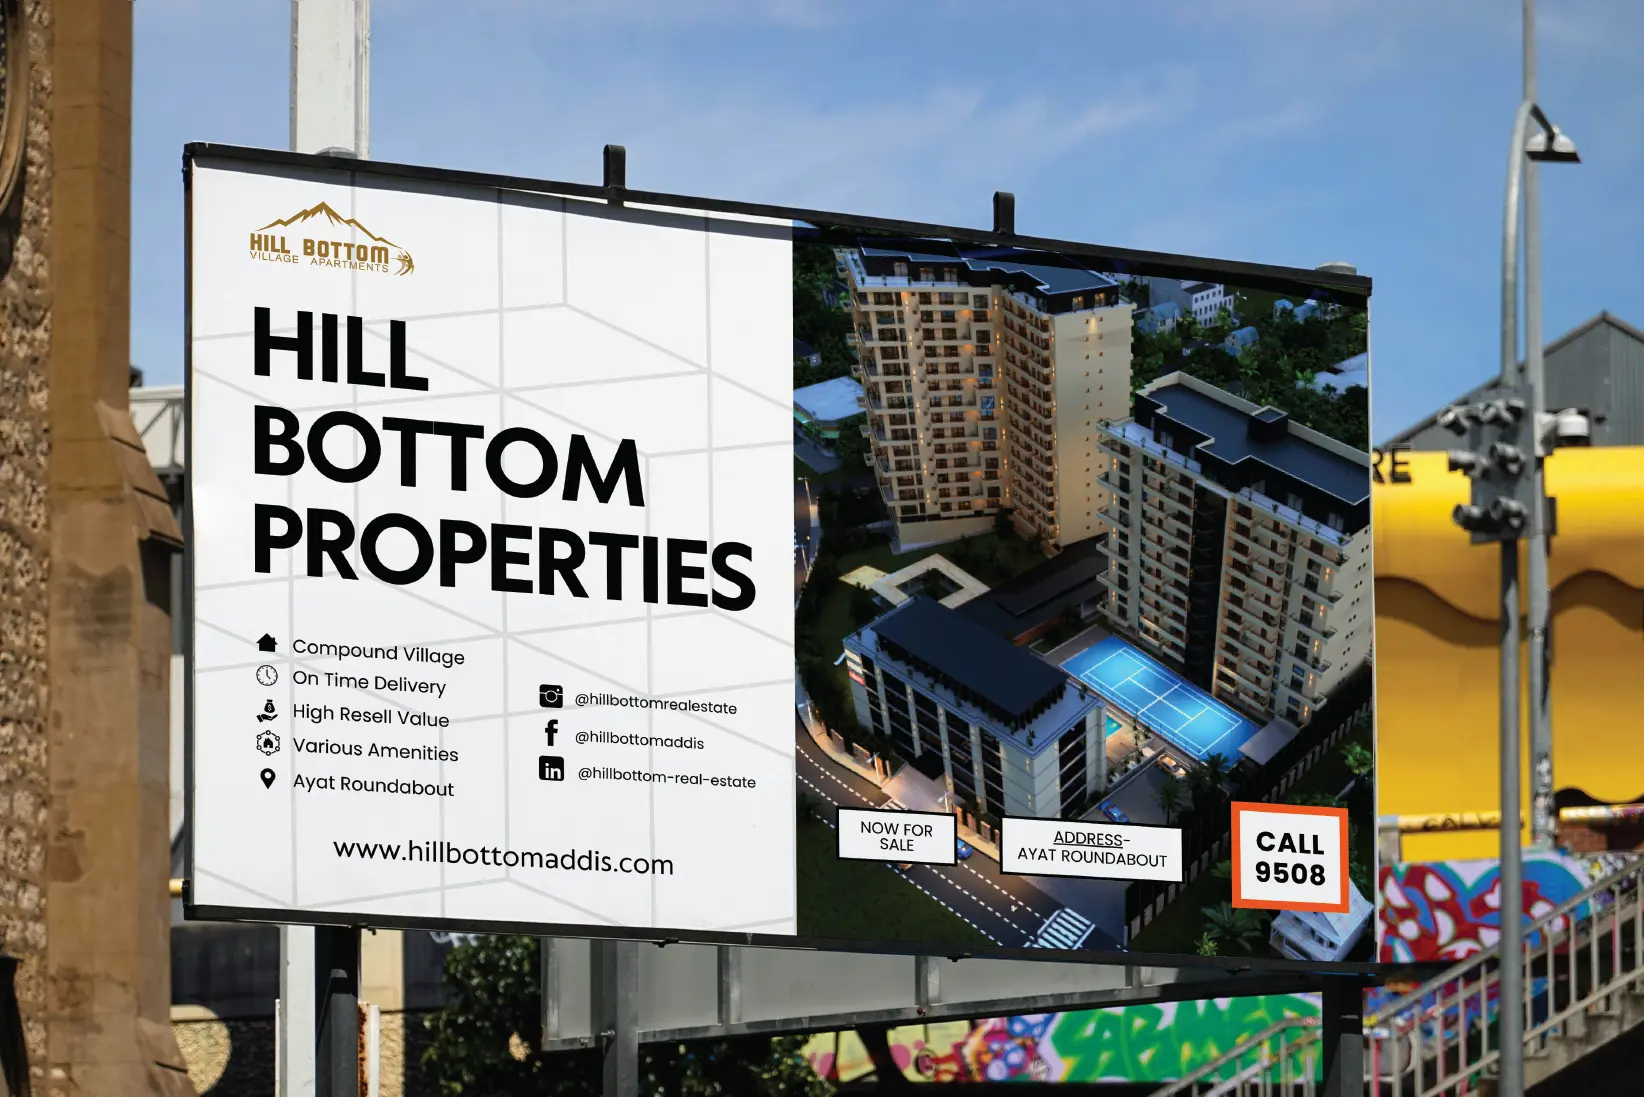 HILL BOTTOM
VILLAGE APARTMENTS
HILL
BOTTOM
PROPERTIES
Compound Village
On Time Delivery
High Resell Value
Various Amenities
Ayat Roundabout
@hillbottomrealestate
@hillbottomaddis
@hillbottom-real-estate
www.hillbottomaddis.com
NOW FOR
SALE
ADDRESS-
AYAT ROUNDABOUT
CALL
9508
RE